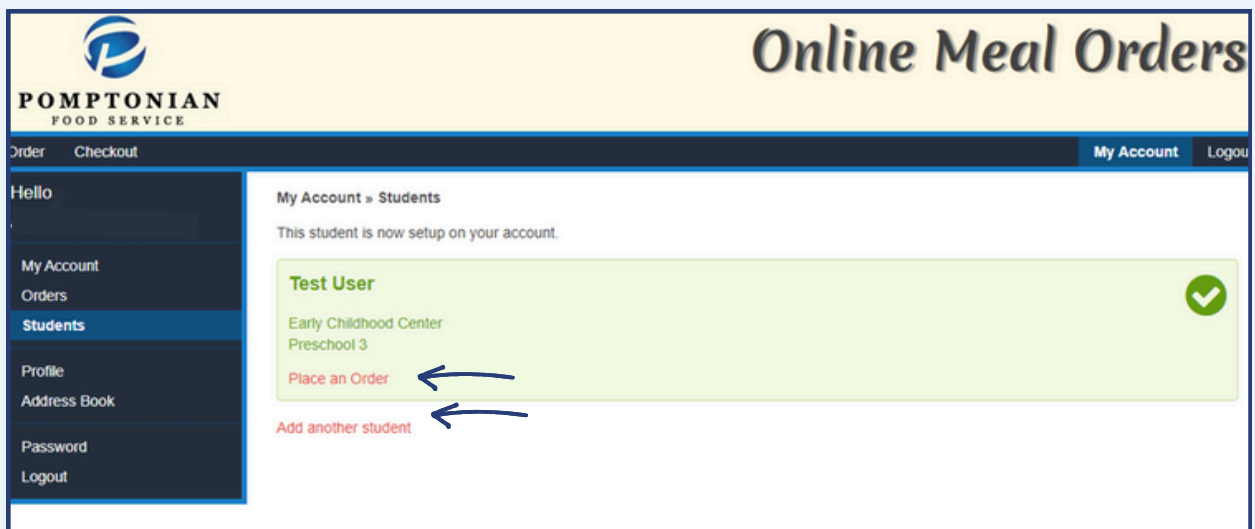 POMPTONIAN
FOOD SERVICE
Online Meal Orders
Order Checkout My Account Logou
Hello
My Account
Orders
Students
Profile
Address Book
Password
Logout
My Account » Students
This student is now setup on your account.
Test User
Early Childhood Center
Preschool 3
Place an Order
Add another student